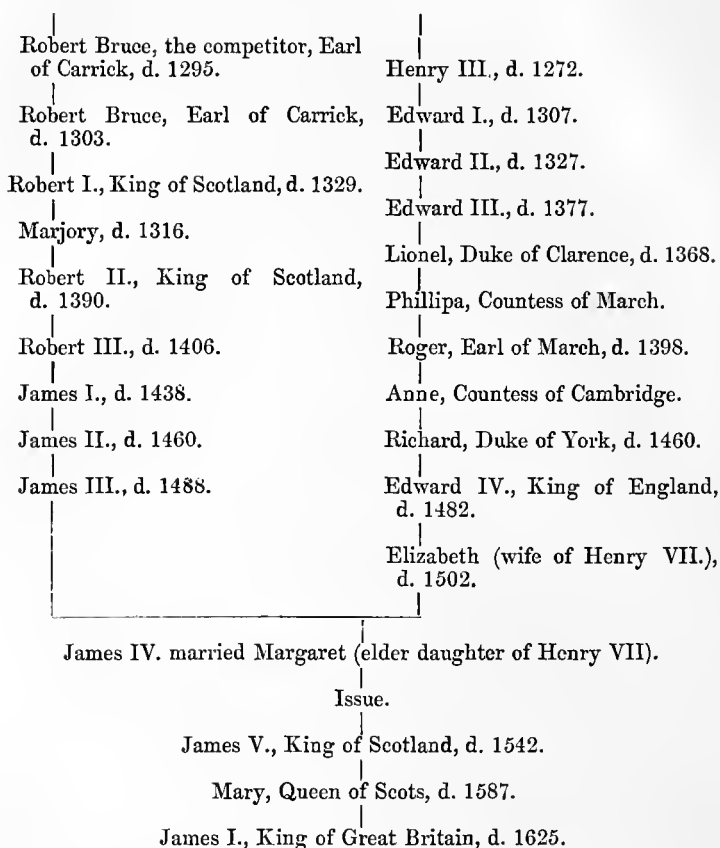 Robert Bruce, the competitor, Earl
of Carrick, d. 1295.
Robert Bruce, Earl of Carrick,
d. 1303.
Robert I., King of Scotland, d. 1329.
Marjory, d. 1316.
Robert II., King of Scotland,
d. 1390.
Robert III., d. 1406.
James I., d. 1438.
James II., d. 1460.
James III., d. 1488.
Henry III., d. 1272.
Edward I., d. 1307.
Edward II., d. 1327.
Edward III., d. 1377.
Lionel, Duke of Clarence, d. 1368.
Phillipa, Countess of March.
Roger, Earl of March, d. 1398.
Anne, Countess of Cambridge.
Richard, Duke of York, d. 1460.
Edward IV., King of England,
d. 1482.
Elizabeth (wife of Henry VII.),
d. 1502.
James IV. married Margaret (elder daughter of Henry VII).
Issue.
James V., King of Scotland, d. 1542.
Mary, Queen of Scots, d. 1587.
James I., King of Great Britain, d. 1625.